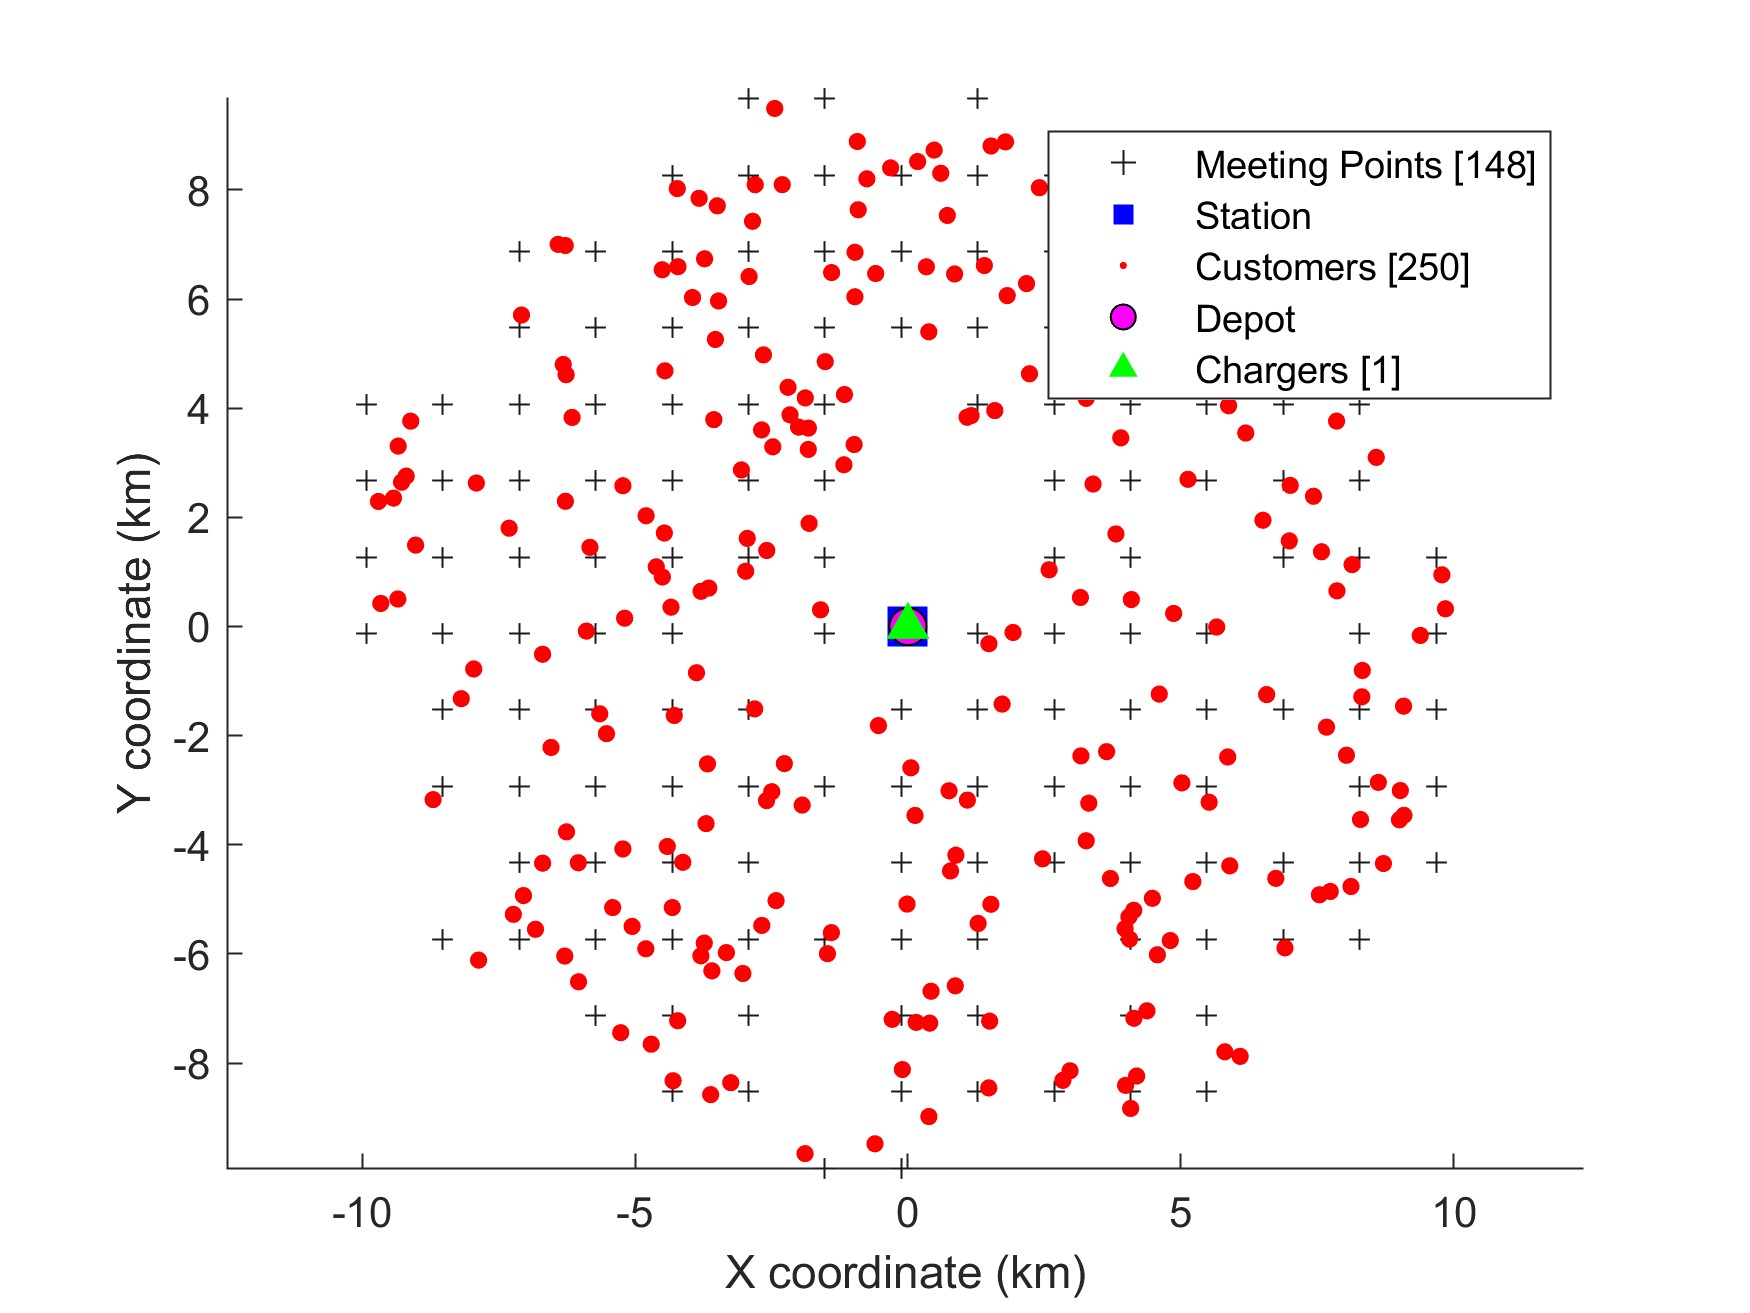 Meeting Points [148]
Station
Customers [250]
Depot
Chargers [1]
8
6
4
2
0
-2
-4
-6
-8
Y coordinate (km)
-10 -5 0 5 10
X coordinate (km)